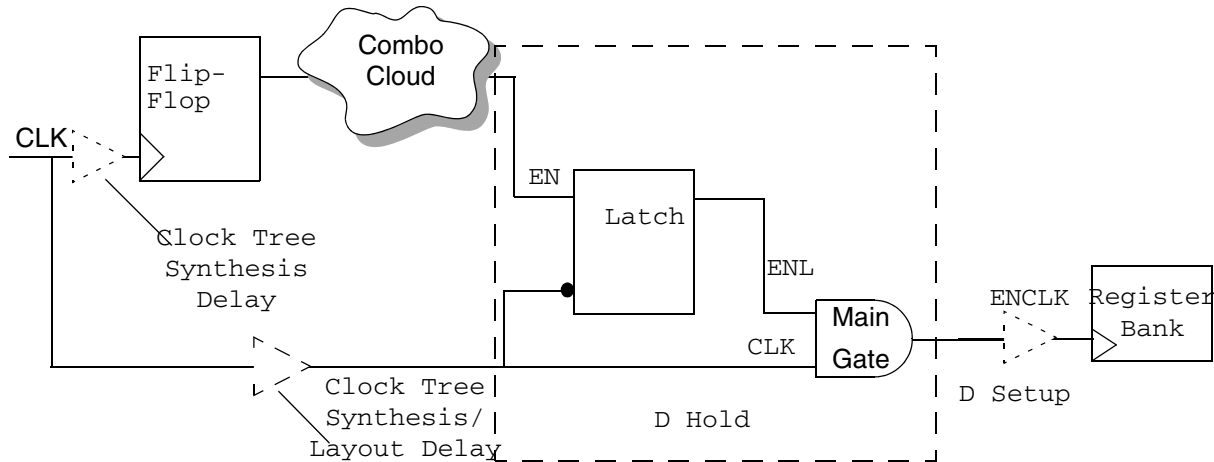 Combo
Cloud
Flip-
Flop
CLK
EN
Latch
Clock Tree
Synthesis
Delay
ENL
ENCLK
Register
Bank
Main
Gate
CLK
Clock Tree
Synthesis/
Layout Delay
D Hold
D Setup